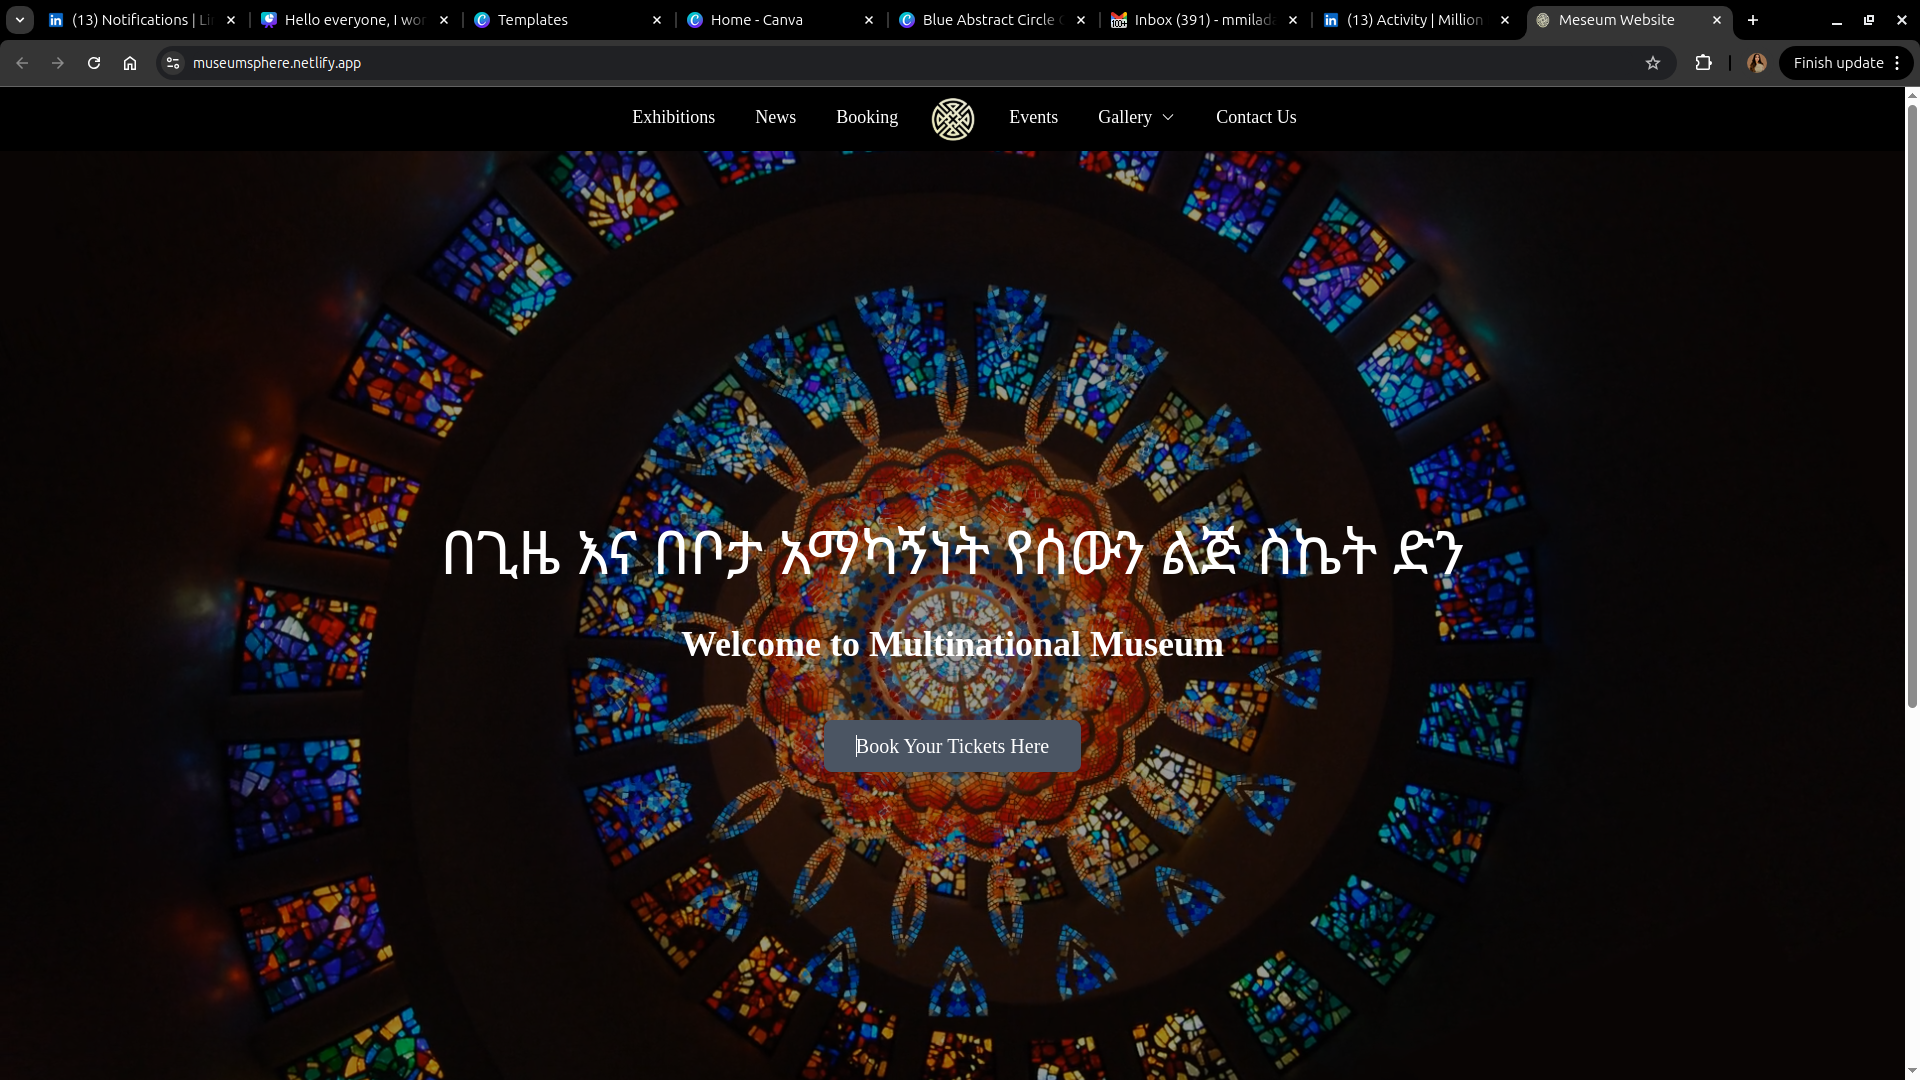 (13) Notifications | Li
Hello everyone, I wor
Templates
Home - Canva
Blue Abstract Circle
Inbox (391) - mmilad
(13) Activity | Million
Meseum Website
museumsphere.netlify.app
Finish update
Exhibitions
News
Booking
Events
Gallery
Contact Us
በጊዜ እና በቦታ አማካኝነት የሰውን ልጅ ስኬት ድን
Welcome to Multinational Museum
Book Your Tickets Here